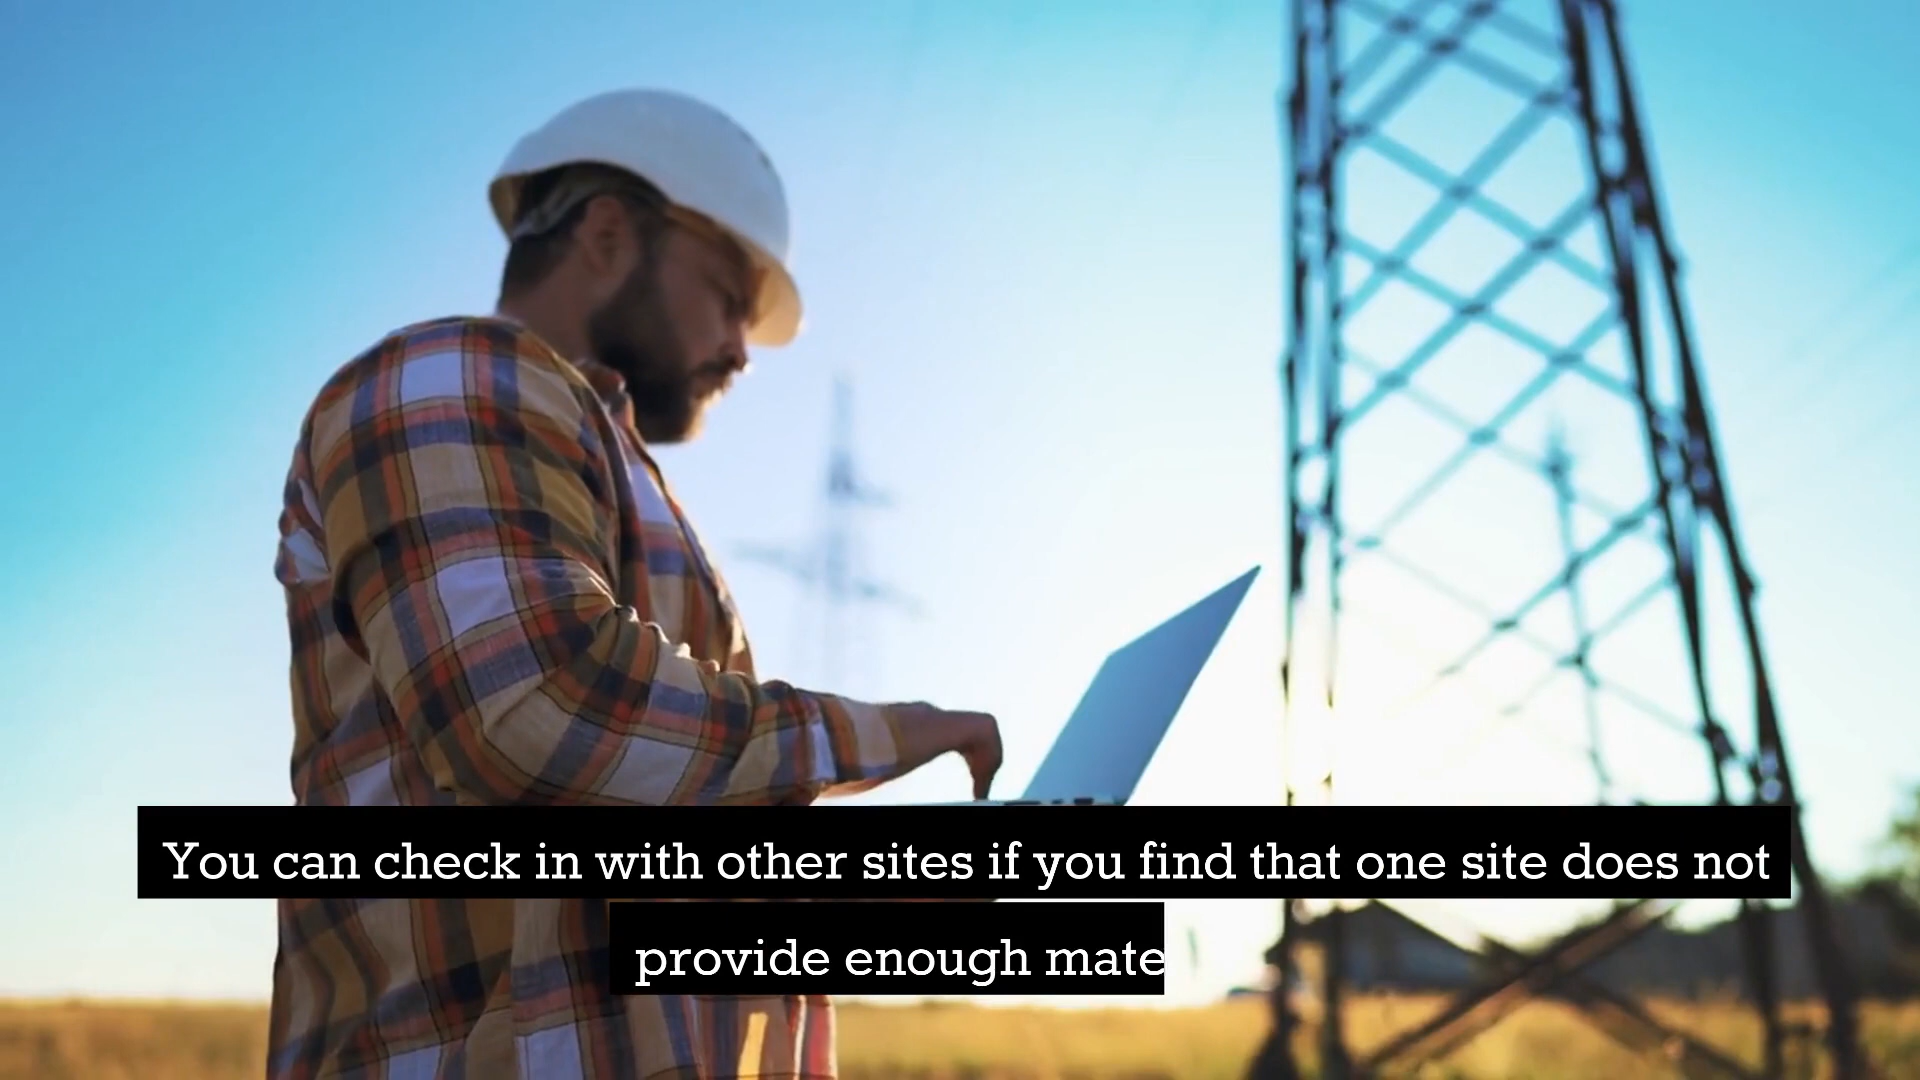 You can check in with other sites if you find that one site does not
provide enough mate